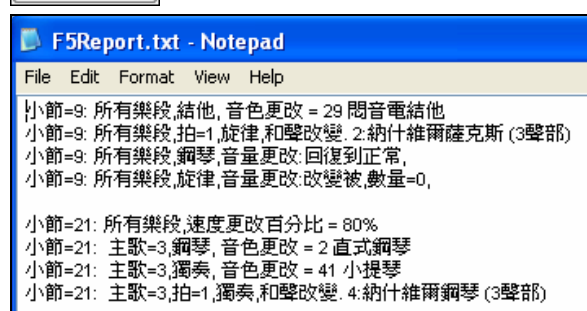 F5Report.txt - Notepad
File Edit Format View Help
小節=9: 所有樂段,結他, 音色更改 = 29 悶音電結他
小節=9: 所有樂段,拍=1,旋律,和聲改變. 2:納什維爾薩克斯 (3聲部)
小節=9: 所有樂段,鋼琴,音量更改:回復到正常,
小節=9: 所有樂段,旋律,音量更改:改變被,數量=0,
小節=21: 所有樂段,速度更改百分比 = 80%
小節=21: 主歌=3,鋼琴, 音色更改 = 2 直式鋼琴
小節=21: 主歌=3,獨奏, 音色更改 = 41 小提琴
小節=21: 主歌=3,拍=1,獨奏,和聲改變. 4:納什維爾鋼琴 (3聲部)